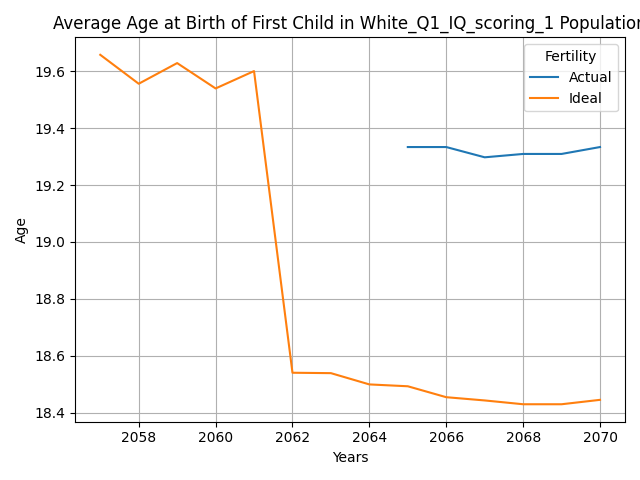 Average Age at Birth of First Child in White_Q1_IQ_scoring_1 Population
Fertility
Actual
Ideal
19.6
19.4
19.2
19.0
18.8
18.6
18.4
Age
2058 2060 2062 2064 2066 2068 2070
Years